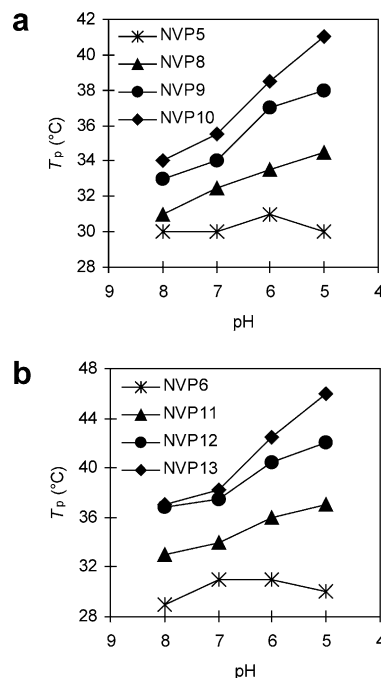 a
NVP5
NVP8
NVP9
NVP10
Tp (°C)
42
40
38
36
34
32
30
28
9 8 7 6 5 4
pH
b
NVP6
NVP11
NVP12
NVP13
Tp (°C)
48
44
40
36
32
28
9 8 7 6 5 4
pH